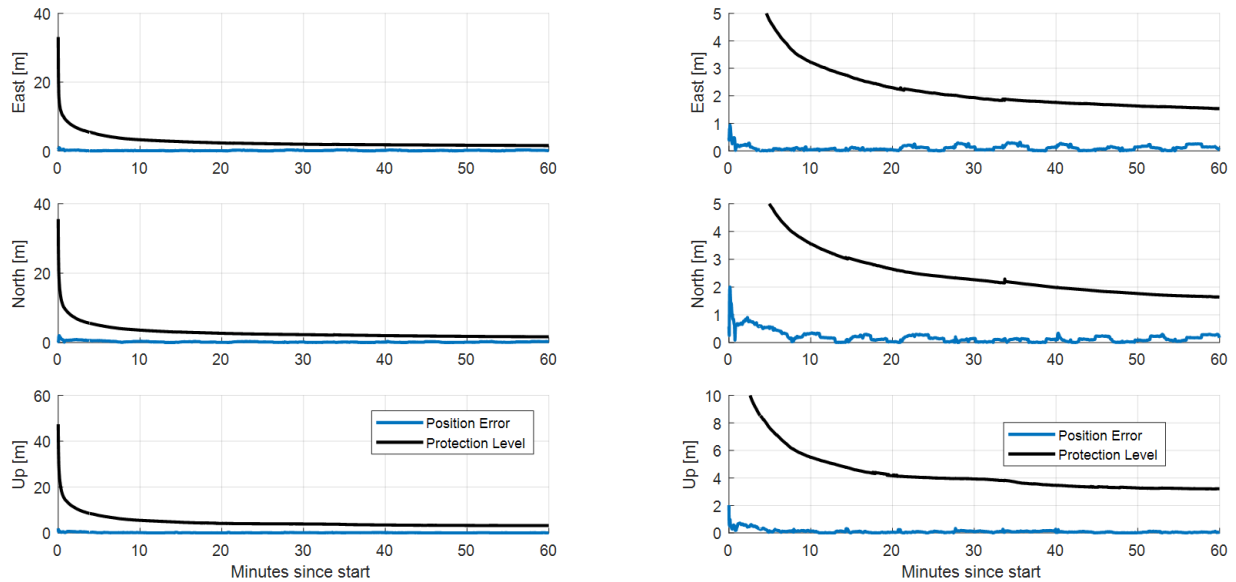 40
20
0
East [m]
0 10 20 30 40 50 60
5
4
3
2
1
0
East [m]
0 10 20 30 40 50 60
40
20
0
North [m]
0 10 20 30 40 50 60
5
4
3
2
1
0
North [m]
0 10 20 30 40 50 60
60
40
20
0
Up [m]
Position Error
Protection Level
0 10 20 30 40 50 60
Minutes since start
10
8
6
4
2
0
Up [m]
Position Error
Protection Level
0 10 20 30 40 50 60
Minutes since start